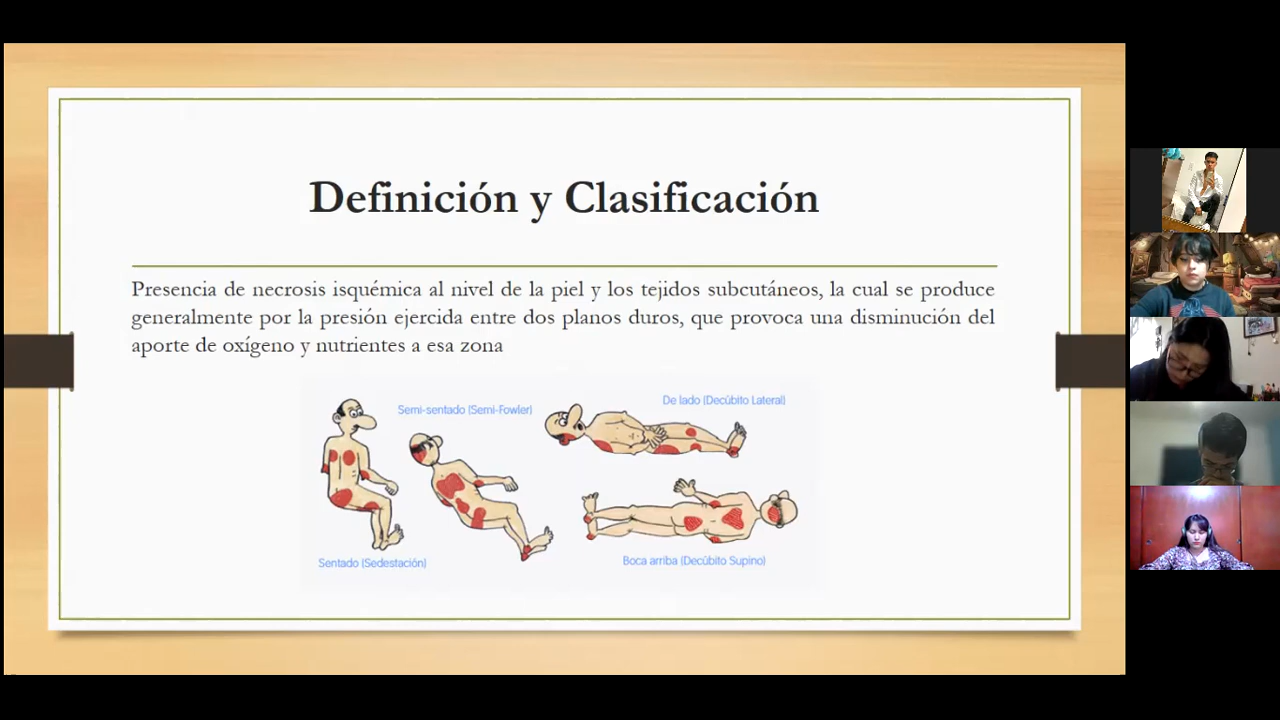 Definición y Clasificación
Presencia de necrosis isquémica al nivel de la piel y los tejidos subcutáneos, la cual se produce
generalmente por la presión ejercida entre dos planos duros, que provoca una disminución del
aporte de oxígeno y nutrientes a esa zona
Semi-sentado (Semi-Fowler)
De lado (Decúbito Lateral)
Sentado (Sedestación)
Boca arriba (Decúbito Supino)